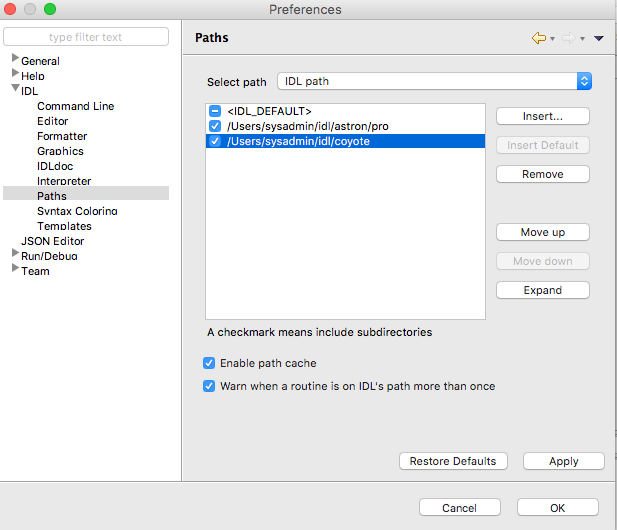 Preferences
type filter text
General
Help
IDL
Command Line
Editor
Formatter
Graphics
IDLdoc
Interpreter
Paths
Syntax Coloring
Templates
JSON Editor
Run/Debug
Team
Paths
Select path
IDL path
<IDL_DEFAULT>
/Users/sysadmin/idl/astron/pro
/Users/sysadmin/idl/coyote
Insert...
Insert Default
Remove
Move up
Move down
Expand
A checkmark means include subdirectories
Enable path cache
Warn when a routine is on IDL's path more than once
Restore Defaults
Apply
Cancel
OK